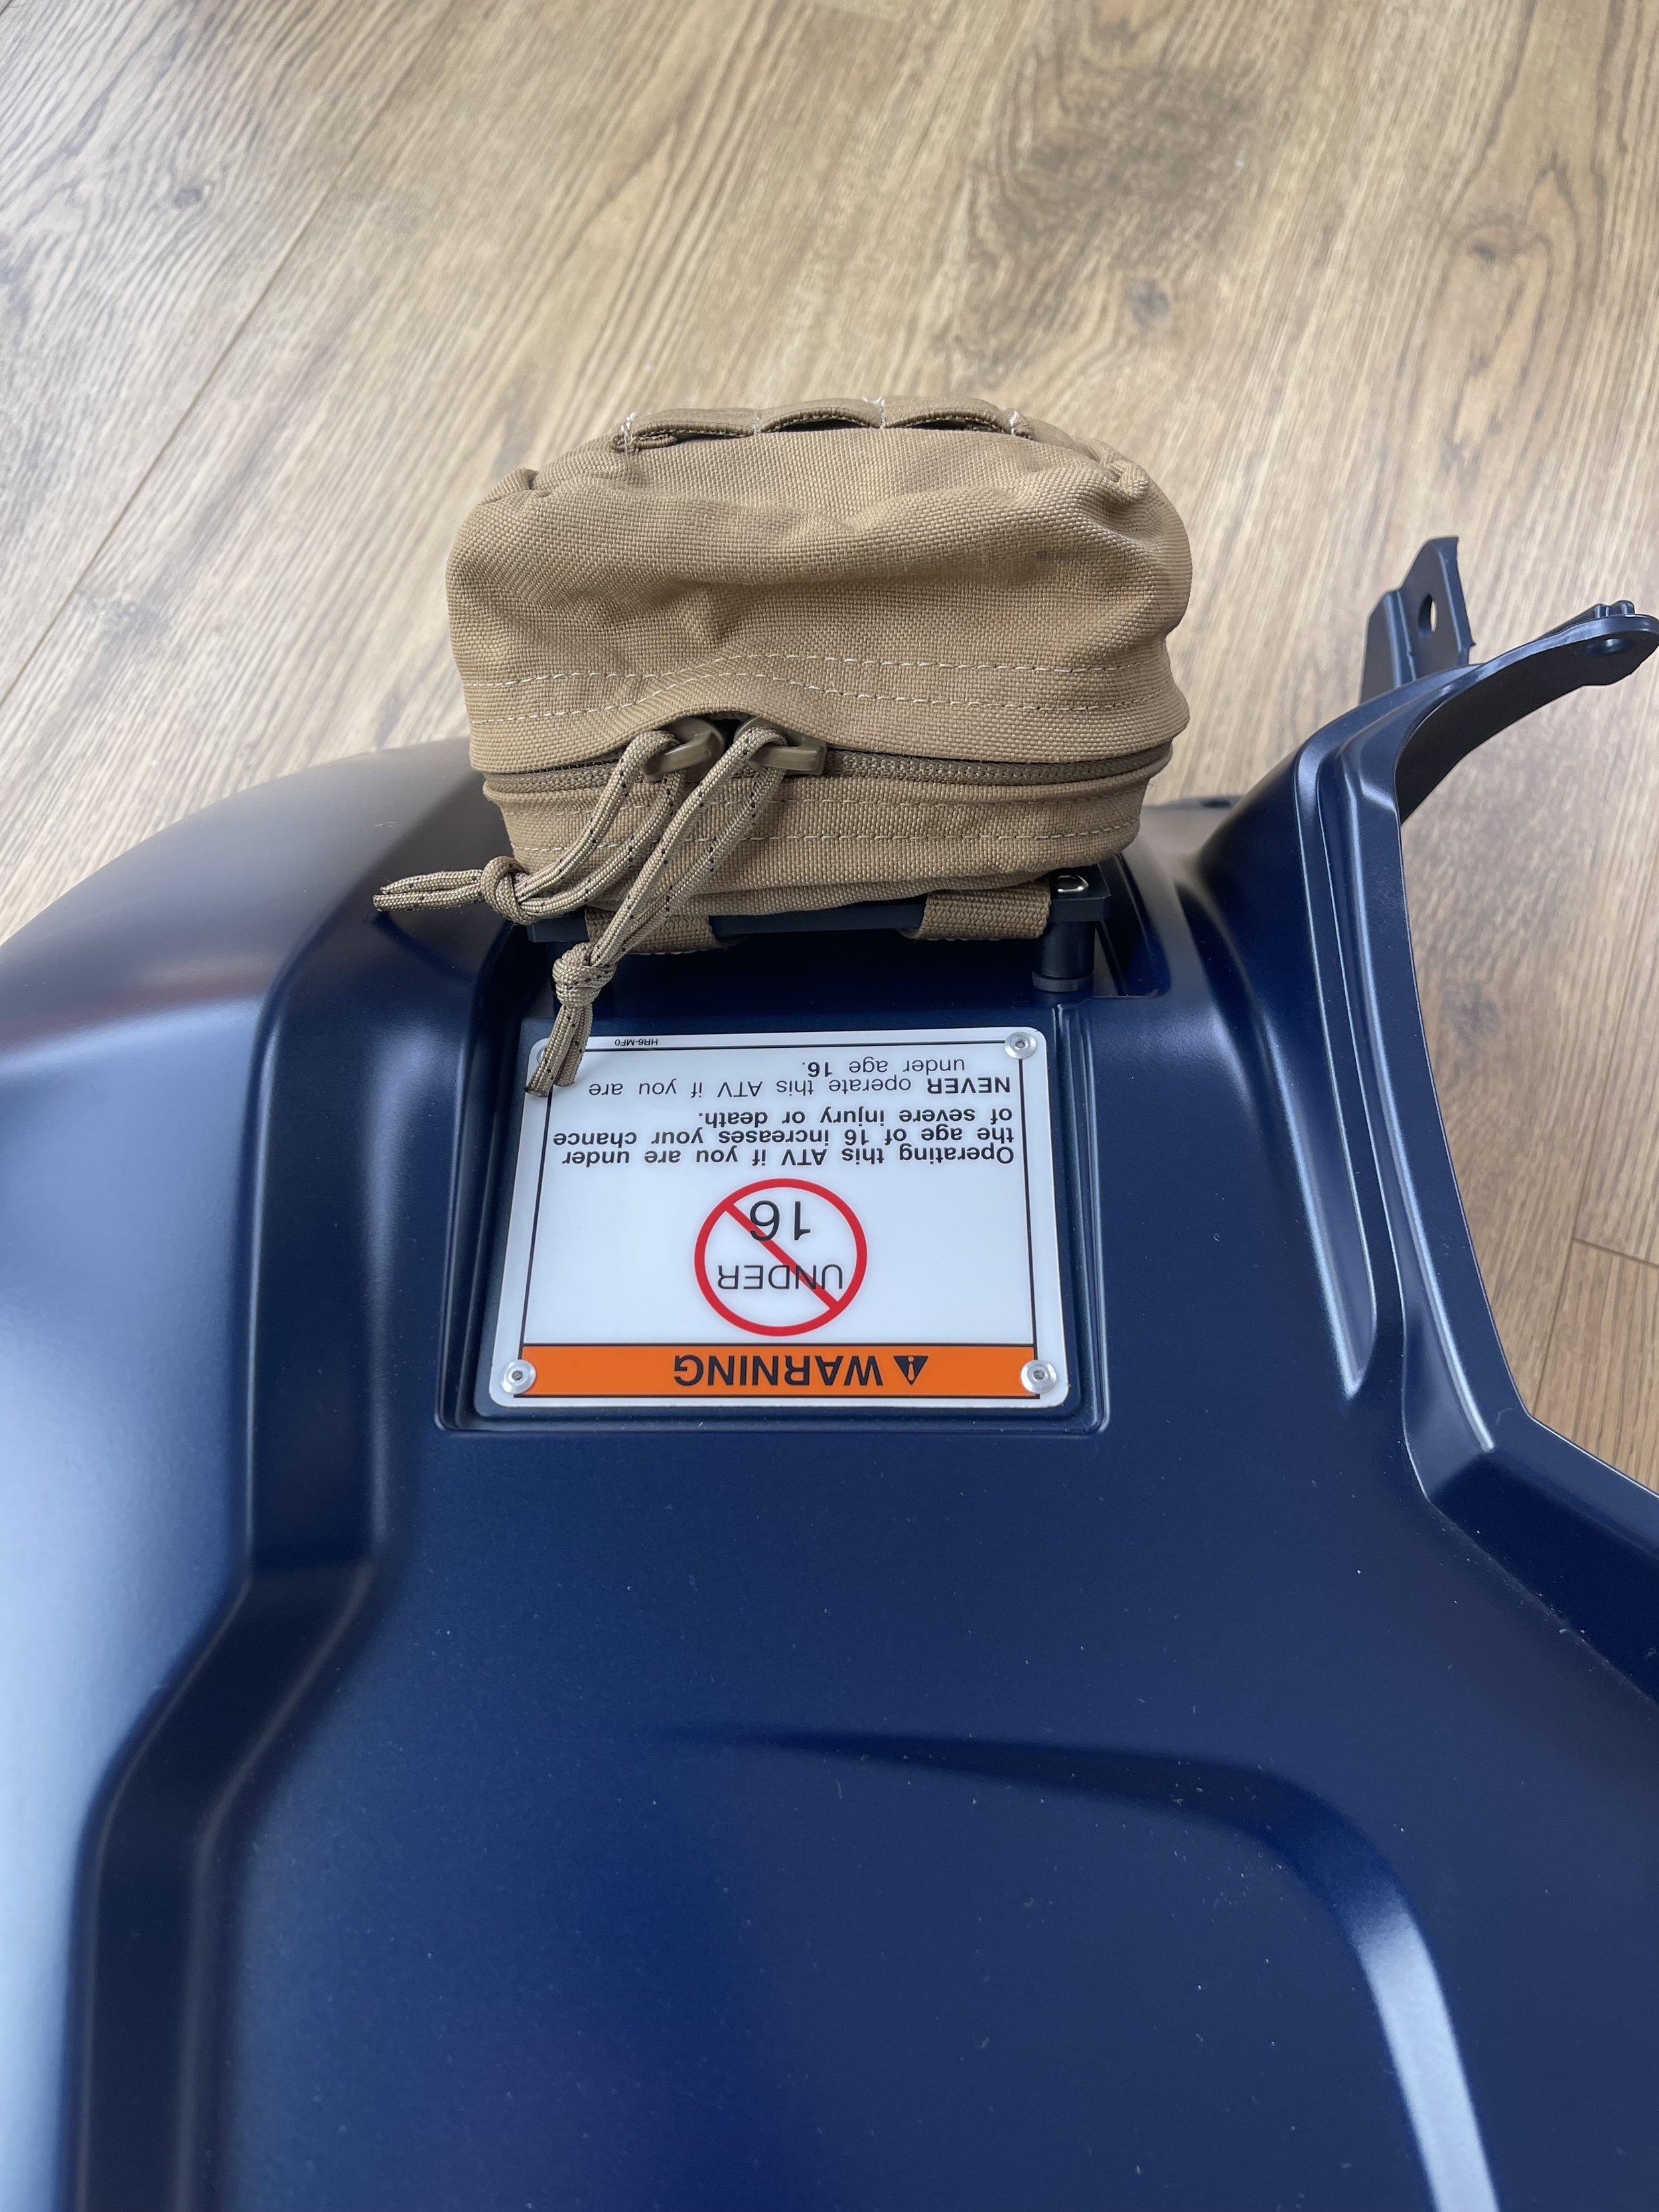 WARNING
UNDER
16
Operating this ATV if you are under
the age of 16 increases your chance
of severe injury or death.
NEVER operate this ATV if you are
under age 16.
HR6-MF0